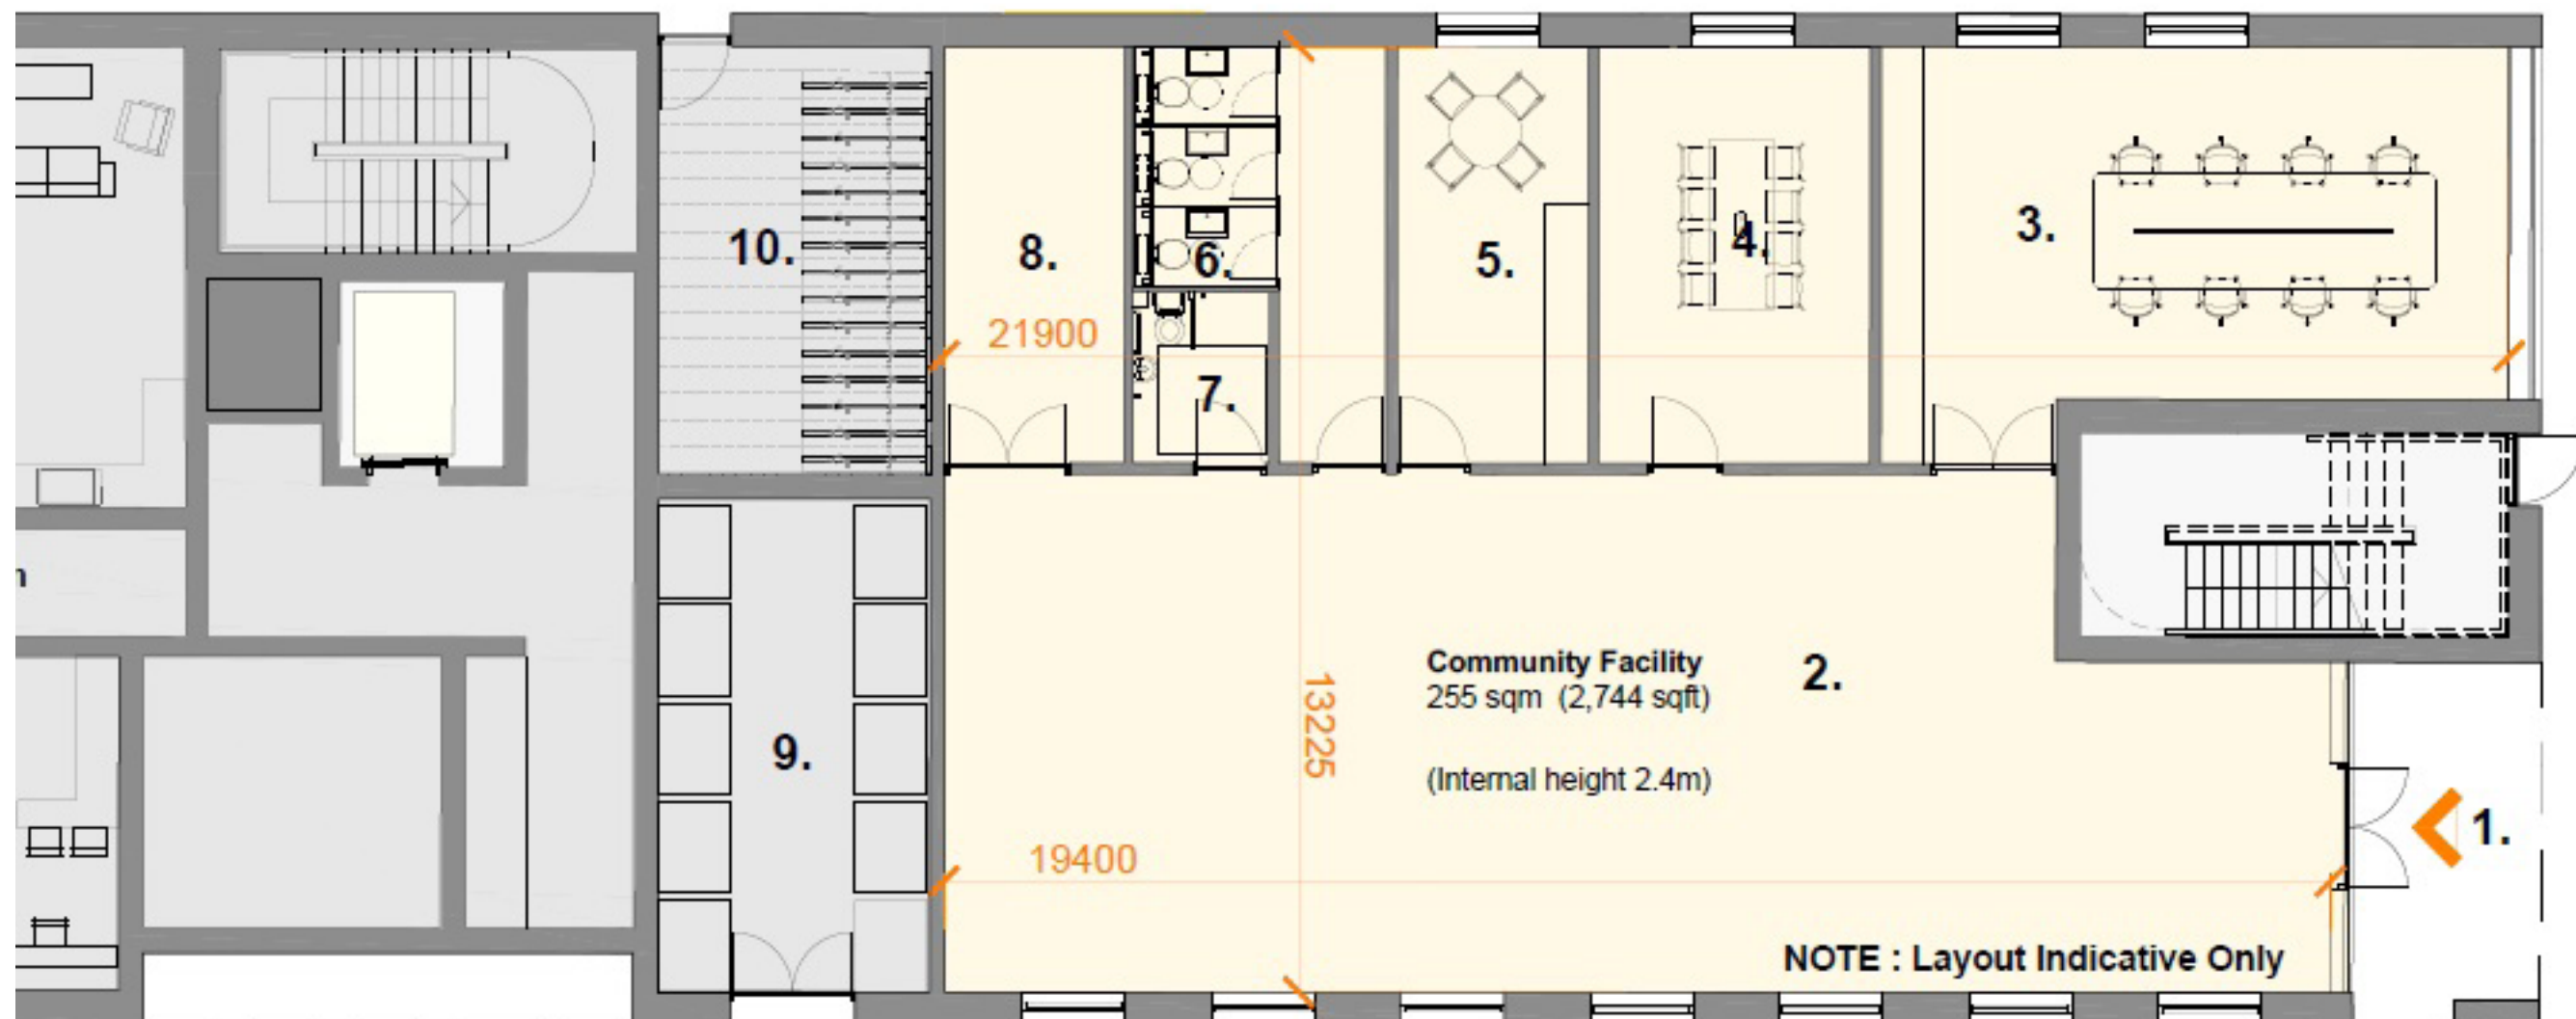 10.
8.
6.
5.
4.
3.
21900
7.
n
Community Facility
255 sqm (2,744 sqft)
2.
13225
9.
(Internal height 2.4m)
1.
19400
NOTE : Layout Indicative Only